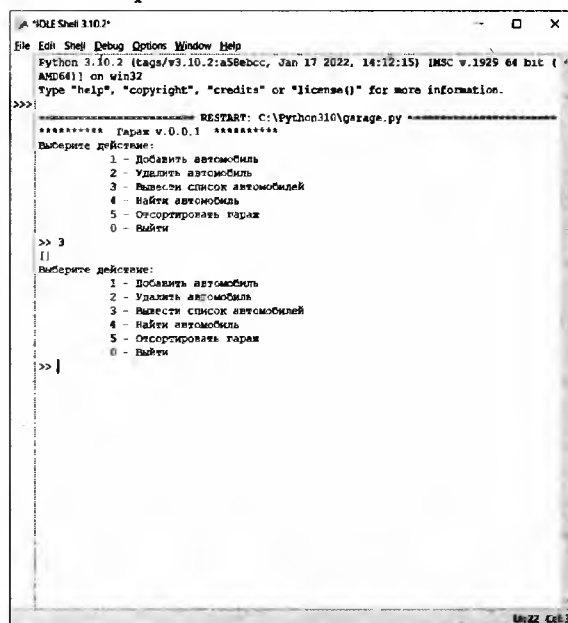 *IDLE Shell 3.10.2*
File Edit Shell Debug Options Window Help
Python 3.10.2 (tags/v3.10.2:a58ebcc, Jan 17 2022, 14:12:15) [MSC v.1929 64 bit (
AMD64)] on win32
Type "help", "copyright", "credits" or "license()" for more information.
>>>
==================== RESTART: C:\Python310\garage.py ====================
********** Гараж v.0.0.1 **********
Выберите действие:
1 - Добавить автомобиль
2 - Удалить автомобиль
3 - Вывести список автомобилей
4 - Найти автомобиль
5 - Отсортировать гараж
0 - Выйти
>> 3
[]
Выберите действие:
1 - Добавить автомобиль
2 - Удалить автомобиль
3 - Вывести список автомобилей
4 - Найти автомобиль
5 - Отсортировать гараж
0 - Выйти
>>
Ln: 22 Col: 3